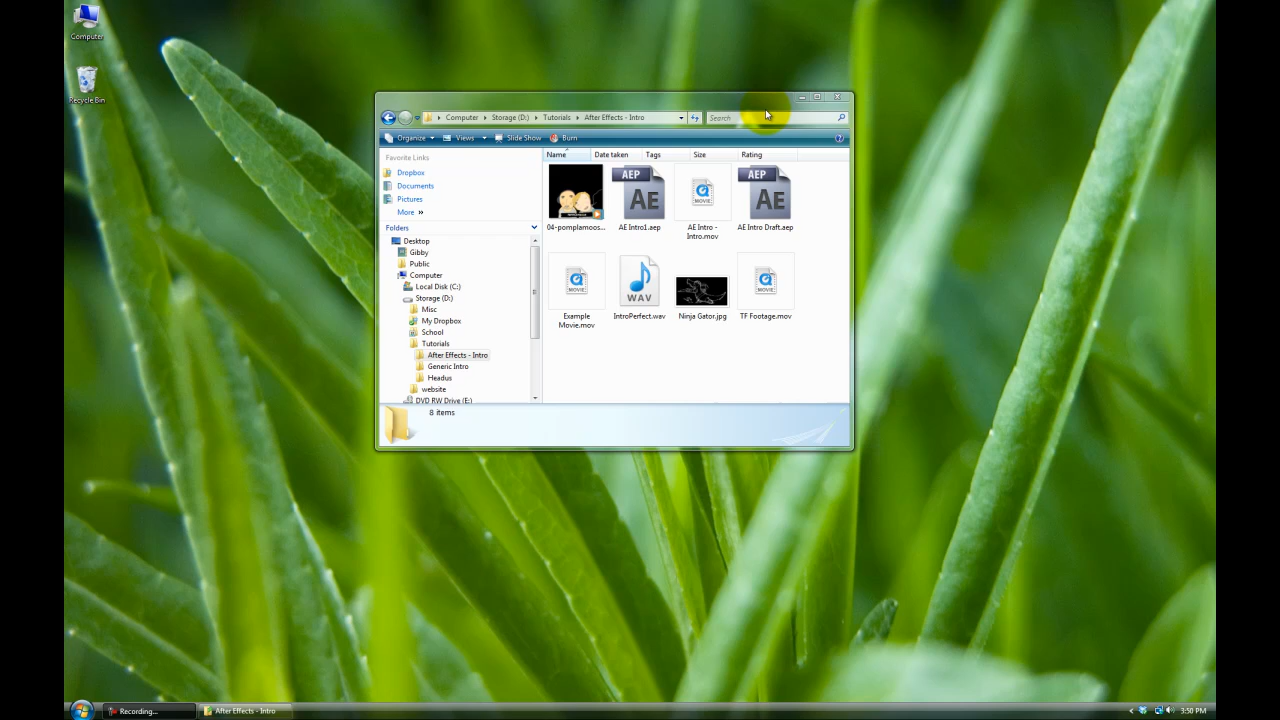 Computer
Recycle Bin
Computer Storage (D:) Tutorials After Effects - Intro Search
Organize Views Slide Show Burn
Favorite Links
Dropbox
Documents
Pictures
More »
Folders
Desktop
Gibby
Public
Computer
Local Disk (C:)
Storage (D:)
Misc
My Dropbox
School
Tutorials
After Effects - Intro
Generic Intro
Headus
website
DVD RW Drive (E:)
Name Date taken Tags Size Rating
AEP AE
MOVIE
AEP AE
04-pomplamoos... AE Intro1.aep AE Intro - Intro.mov AE Intro Draft.aep
MOVIE
WAV
MOVIE
Example Movie.mov IntroPerfect.wav Ninja Gator.jpg TF Footage.mov
8 items
Recording... After Effects - Intro 3:50 PM